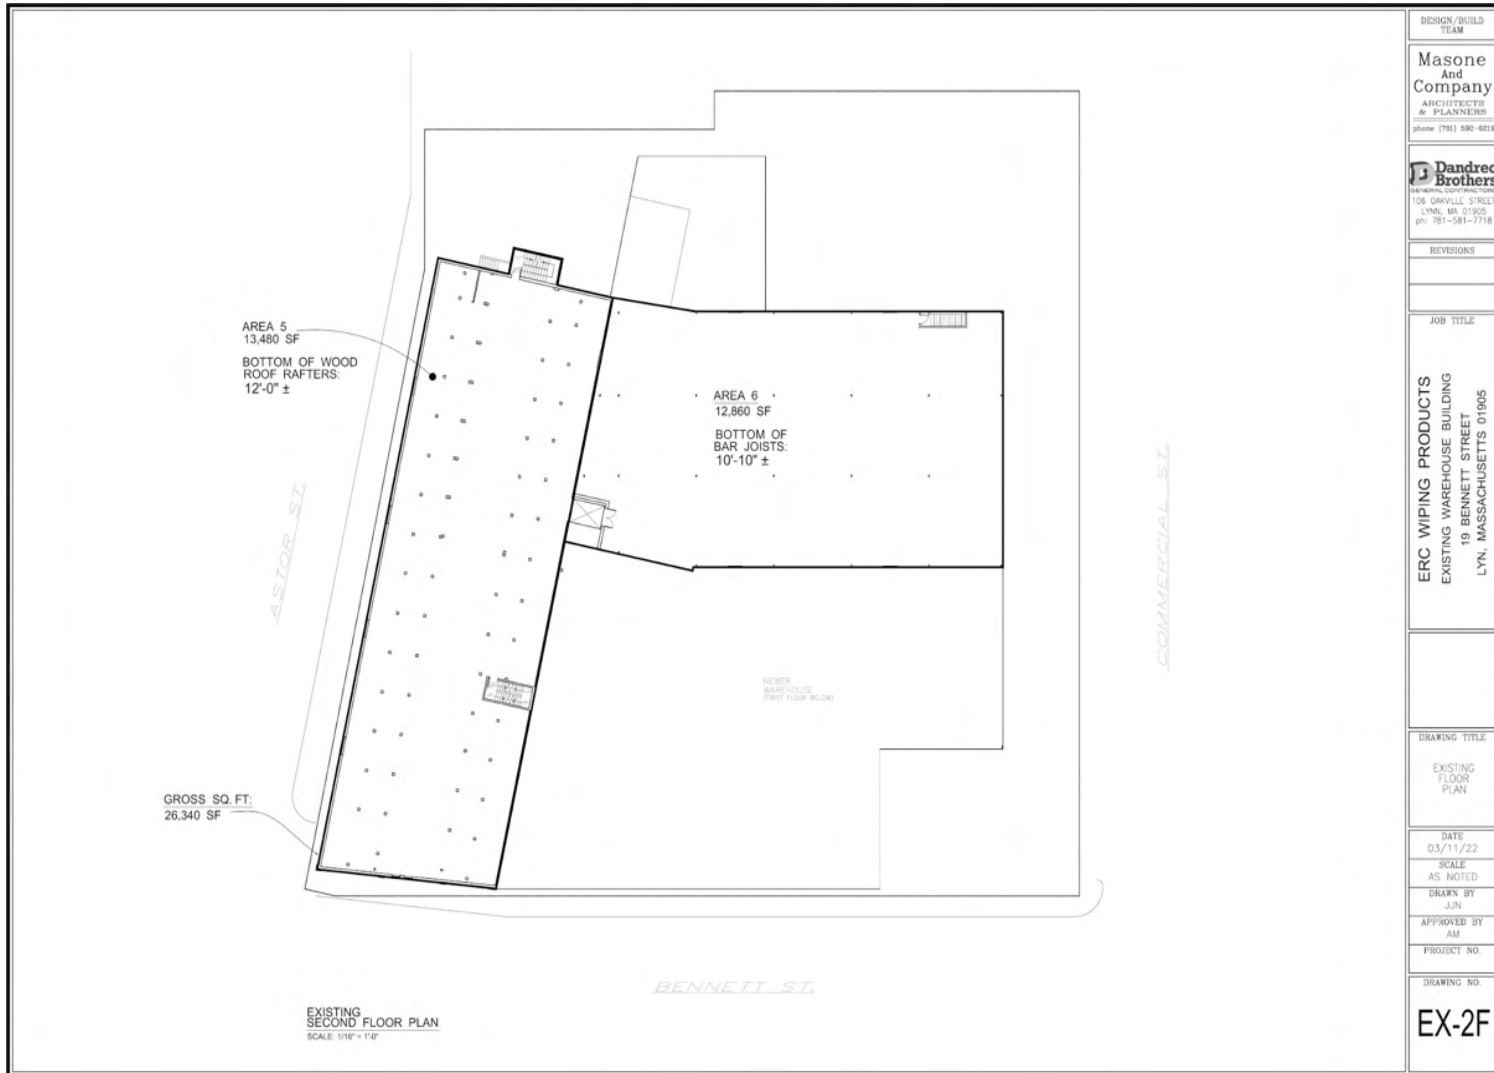 AREA 5
13,480 SF
BOTTOM OF WOOD
ROOF RAFTERS:
12'-0" ±
AREA 6
12,860 SF
BOTTOM OF
BAR JOISTS:
10'-10" ±
ASTOR ST.
COMMERCIAL ST.
NEWER
WAREHOUSE
(FIRST FLOOR BELOW)
GROSS SQ. FT:
26,340 SF
BENNETT ST.
EXISTING
SECOND FLOOR PLAN
SCALE: 1/16" = 1'-0"
DESIGN/BUILD
TEAM
Masone
And
Company
ARCHITECTS
& PLANNERS
phone (781)
Dandreo
Brothers
GENERAL CONTRACTORS
106 OAKVILLE STREET
LYNN, MA 01905
ph: 781-581-7718
REVISIONS
JOB TITLE
ERC WIPING PRODUCTS
EXISTING WAREHOUSE BUILDING
19 BENNETT STREET
LYN, MASSACHUSETTS 01905
DRAWING TITLE
EXISTING
FLOOR
PLAN
DATE
03/11/22
SCALE
AS NOTED
DRAWN BY
JJN
APPROVED BY
AM
PROJECT NO.
DRAWING NO.
EX-2F